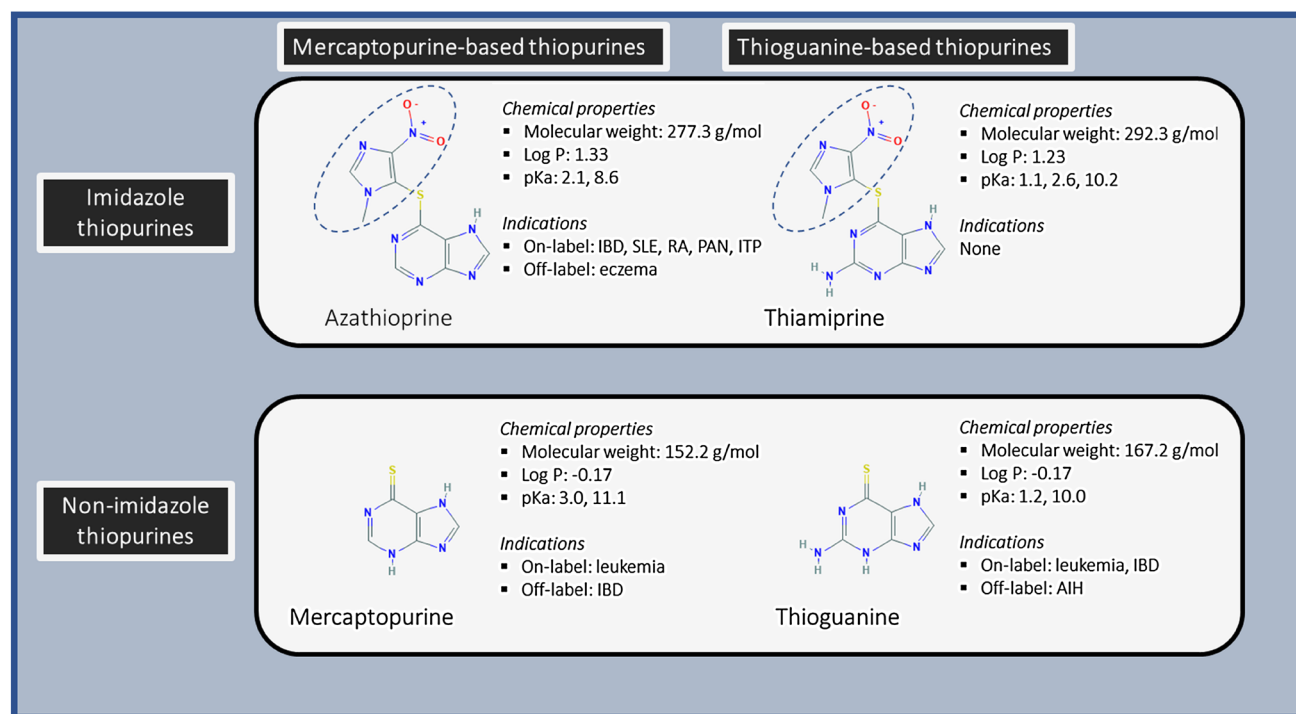 Mercaptopurine-based thiopurines
Thioguanine-based thiopurines
Imidazole
thiopurines
O-
N+
O
N
N
S
H
N
N
N
N
Chemical properties
▪ Molecular weight: 277.3 g/mol
▪ Log P: 1.33
▪ pKa: 2.1, 8.6
Indications
▪ On-label: IBD, SLE, RA, PAN, ITP
▪ Off-label: eczema
Azathioprine
O-
N+
O
N
N
S
H
N
N
N
N
N
H
H
Chemical properties
▪ Molecular weight: 292.3 g/mol
▪ Log P: 1.23
▪ pKa: 1.1, 2.6, 10.2
Indications
None
Thiamiprine
Non-imidazole
thiopurines
S
H
N
N
N
N
H
Chemical properties
▪ Molecular weight: 152.2 g/mol
▪ Log P: -0.17
▪ pKa: 3.0, 11.1
Indications
▪ On-label: leukemia
▪ Off-label: IBD
Mercaptopurine
S
H
N
N
H
N
N
N
H
H
Chemical properties
▪ Molecular weight: 167.2 g/mol
▪ Log P: -0.17
▪ pKa: 1.2, 10.0
Indications
▪ On-label: leukemia, IBD
▪ Off-label: AIH
Thioguanine